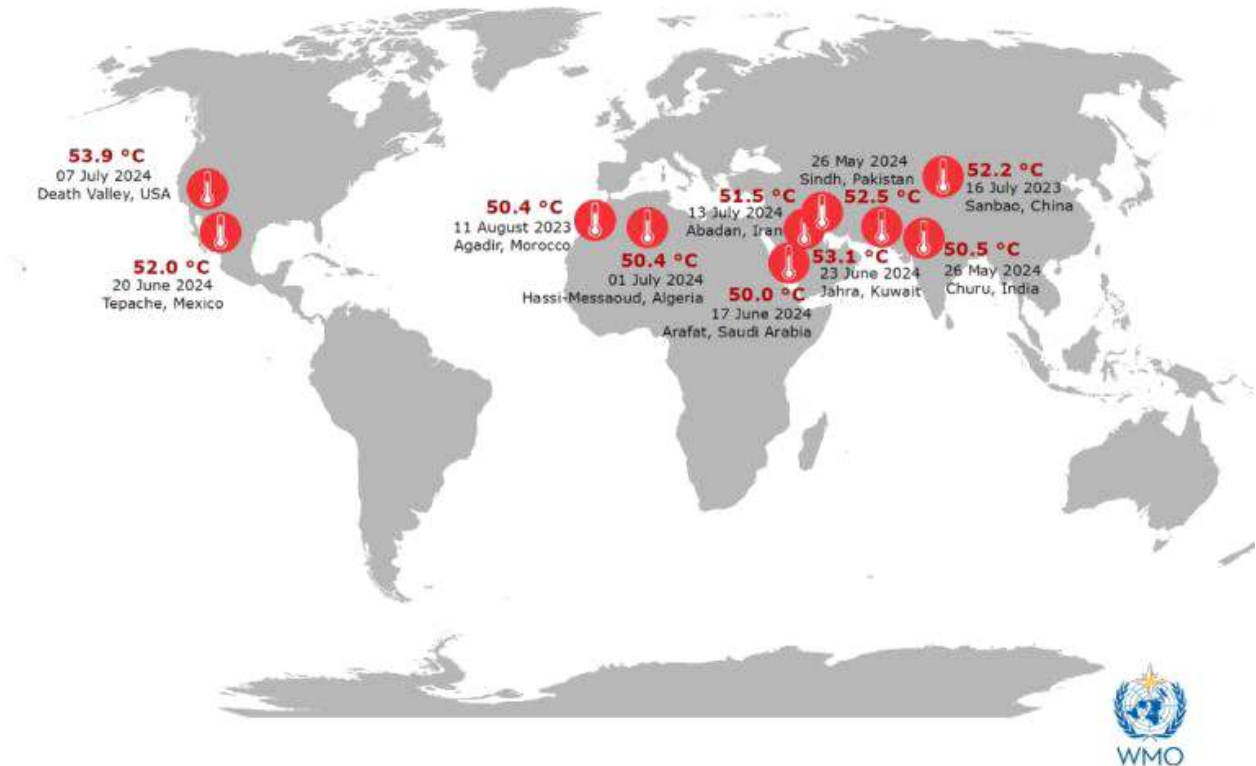 53.9 °C
07 July 2024
Death Valley, USA
52.0 °C
20 June 2024
Tepache, Mexico
50.4 °C
11 August 2023
Agadir, Morocco
50.4 °C
01 July 2024
Hassi-Messaoud, Algeria
51.5 °C
13 July 2024
Abadan, Iran
50.0 °C
17 June 2024
Arafat, Saudi Arabia
53.1 °C
23 June 2024
Jahra, Kuwait
26 May 2024
Sindh, Pakistan
52.5 °C
52.2 °C
16 July 2023
Sanbao, China
50.5 °C
26 May 2024
Churu, India
WMO